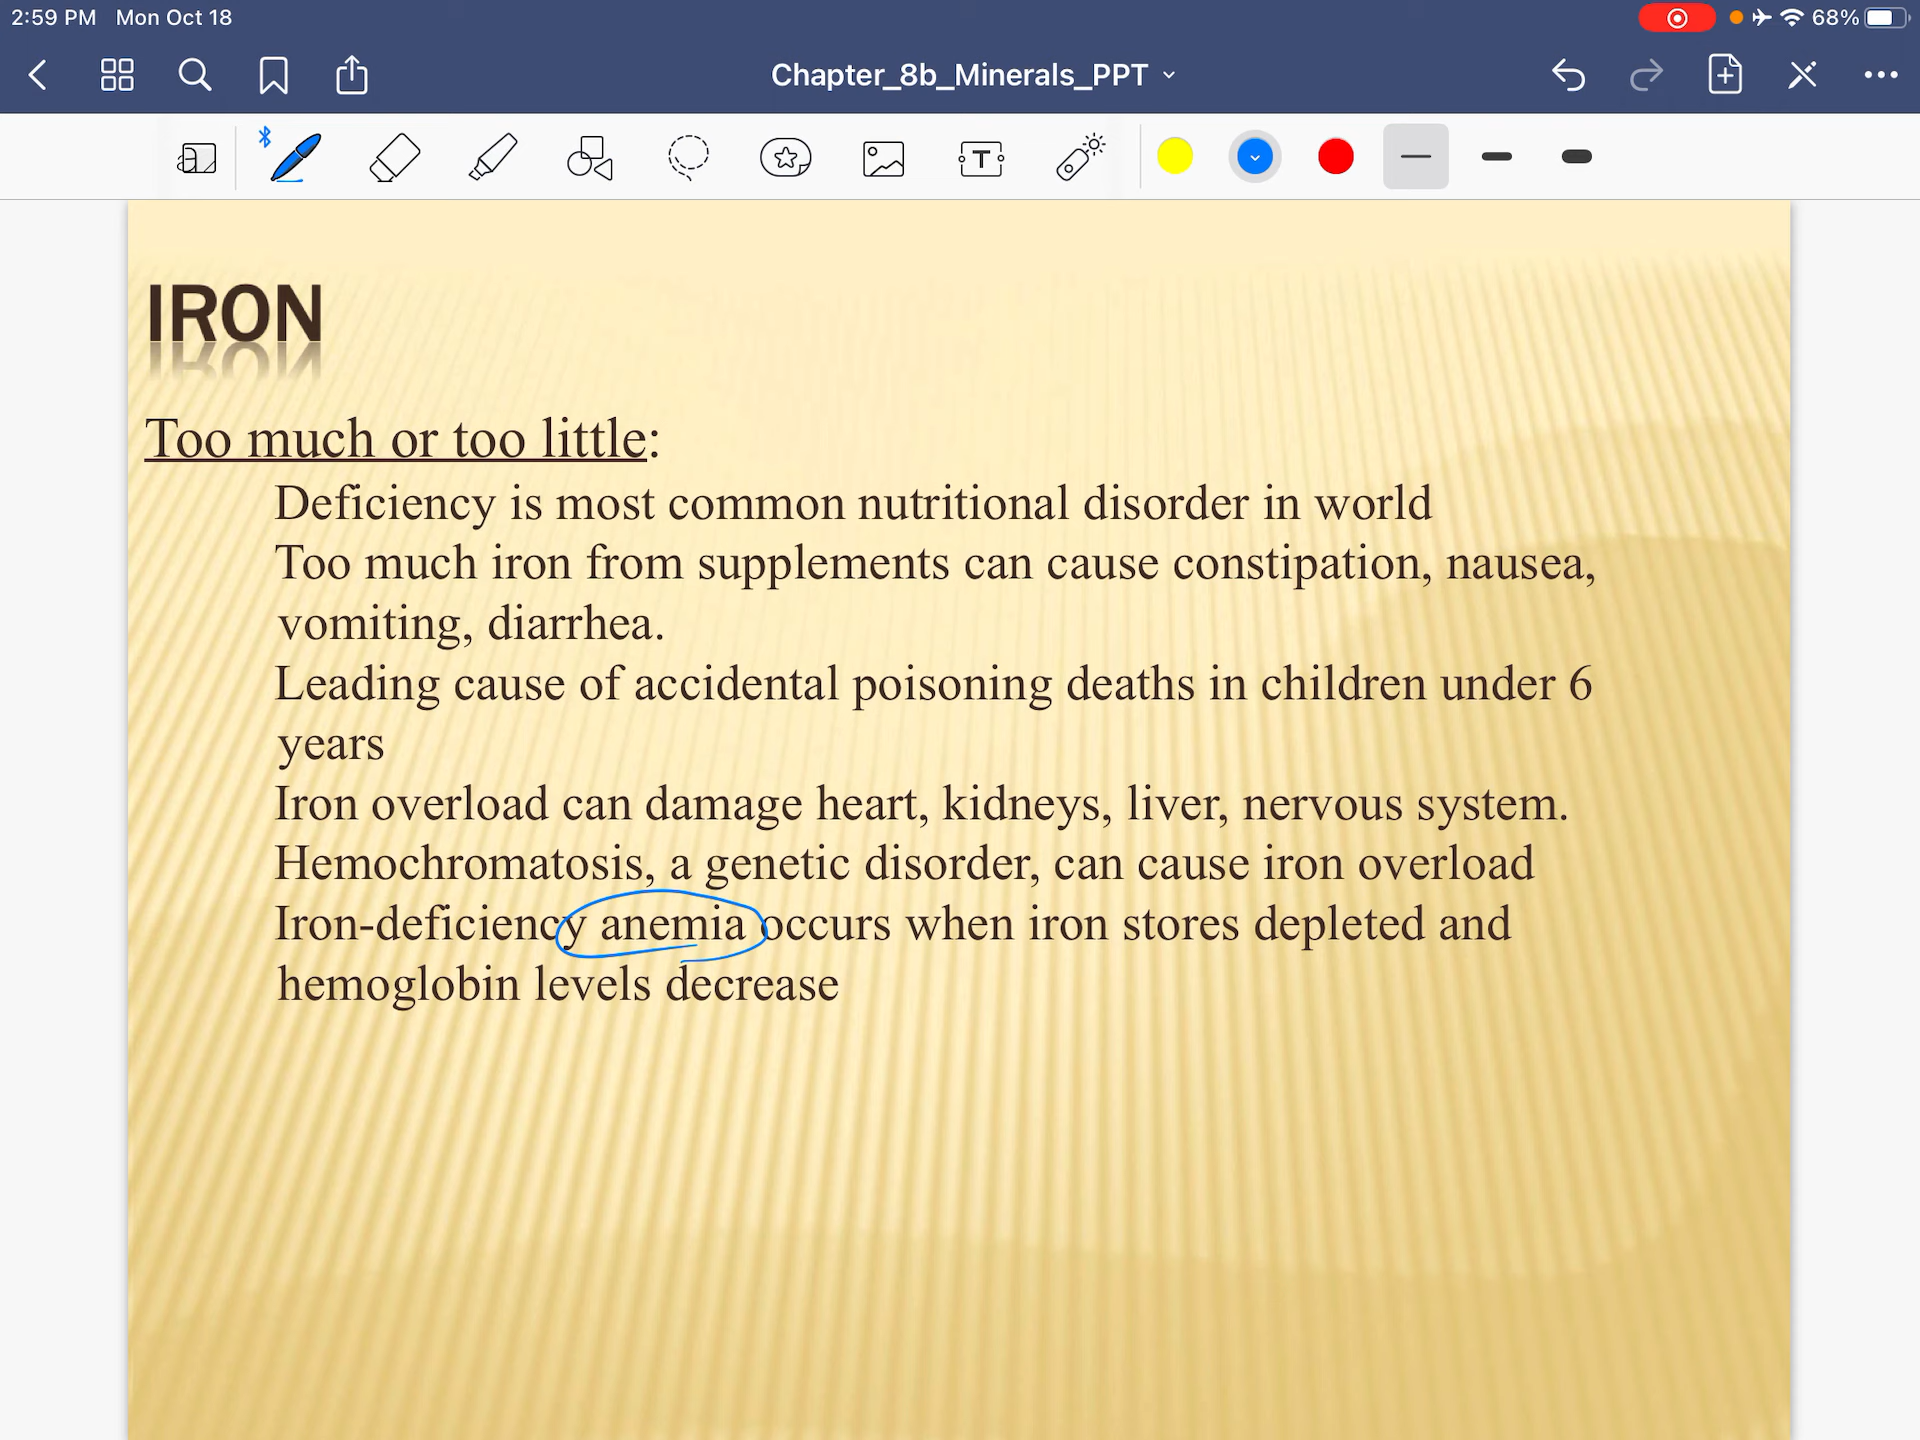 2:59 PM Mon Oct 18
68%
Chapter_8b_Minerals_PPT
IRON
Too much or too little:
Deficiency is most common nutritional disorder in world
Too much iron from supplements can cause constipation, nausea,
vomiting, diarrhea.
Leading cause of accidental poisoning deaths in children under 6
years
Iron overload can damage heart, kidneys, liver, nervous system.
Hemochromatosis, a genetic disorder, can cause iron overload
Iron-deficiency anemia occurs when iron stores depleted and
hemoglobin levels decrease